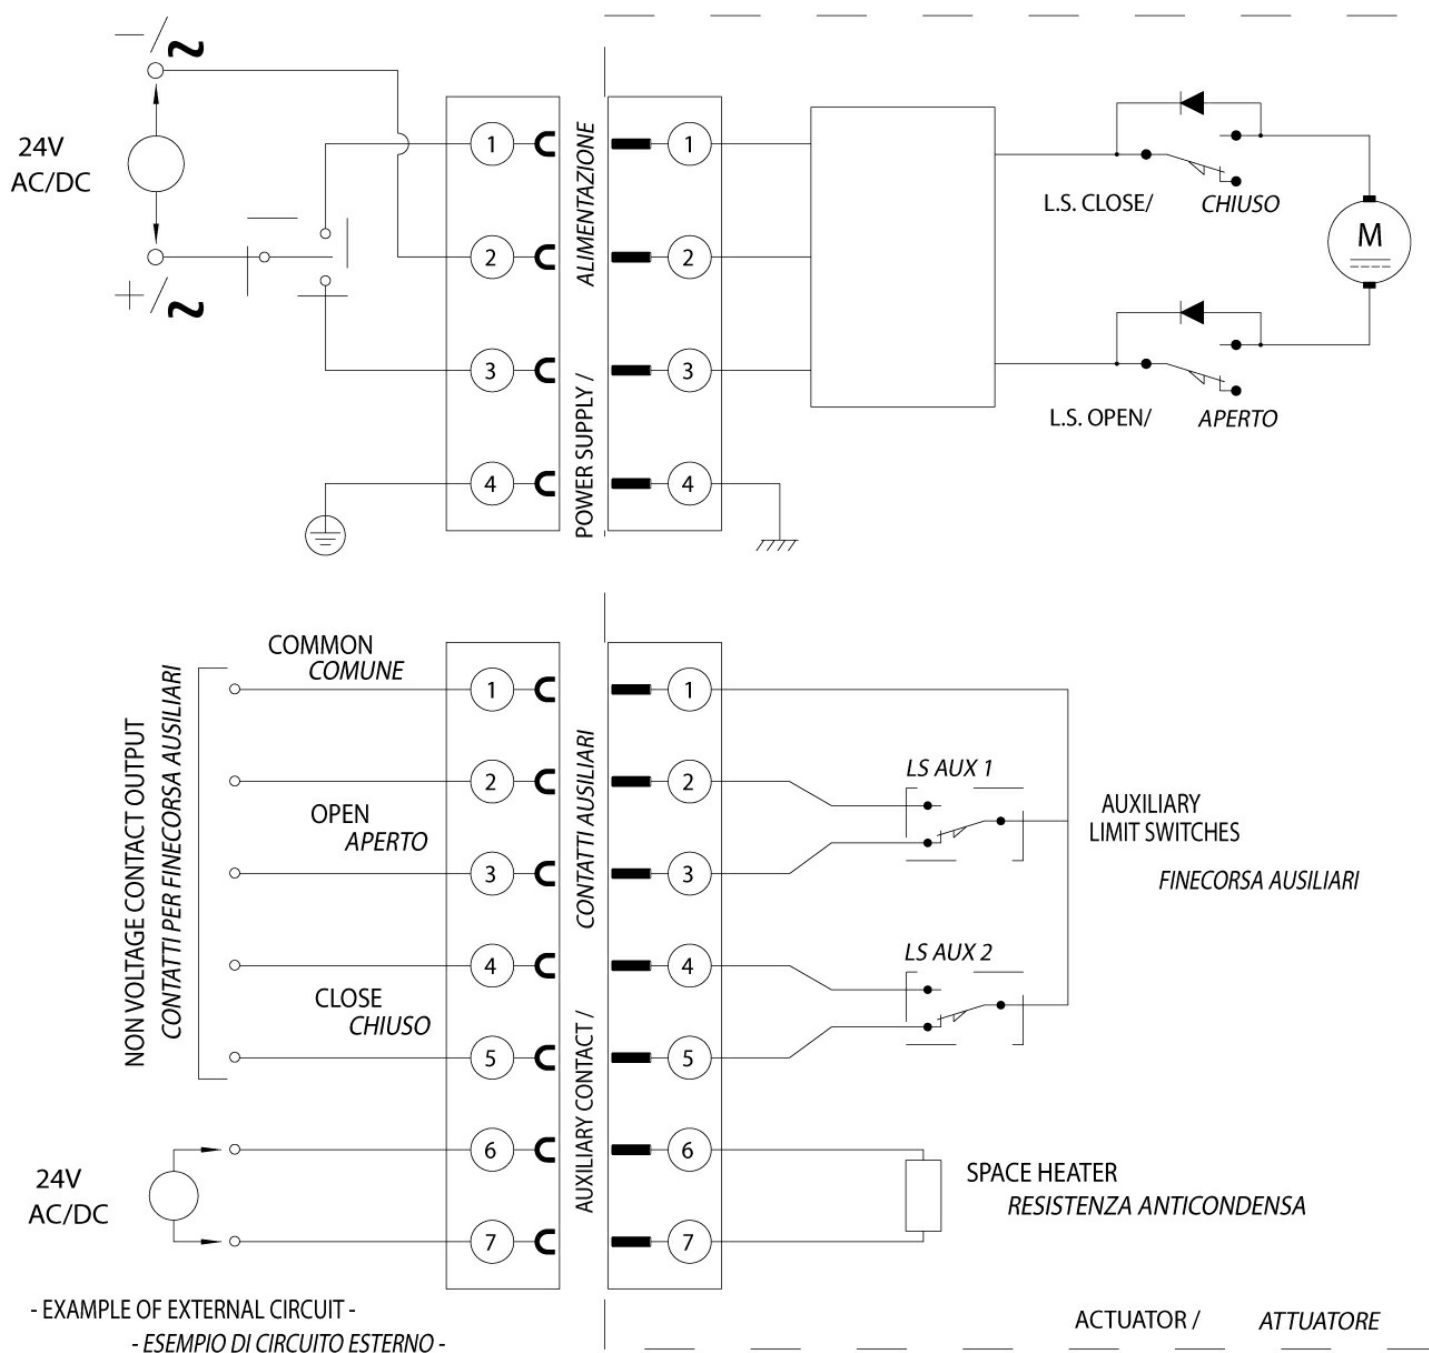 − / ~
24V
AC/DC
+ / ~
1
2
3
4
POWER SUPPLY / ALIMENTAZIONE
1
2
3
4
L.S. CLOSE/ CHIUSO
M
L.S. OPEN/ APERTO
NON VOLTAGE CONTACT OUTPUT
CONTATTI PER FINECORSA AUSILIARI
COMMON
COMUNE
OPEN
APERTO
CLOSE
CHIUSO
24V
AC/DC
1
2
3
4
5
6
7
AUXILIARY CONTACT / CONTATTI AUSILIARI
1
2
3
4
5
6
7
LS AUX 1
LS AUX 2
AUXILIARY
LIMIT SWITCHES
FINECORSA AUSILIARI
SPACE HEATER
RESISTENZA ANTICONDENSA
- EXAMPLE OF EXTERNAL CIRCUIT -
- ESEMPIO DI CIRCUITO ESTERNO -
ACTUATOR / ATTUATORE